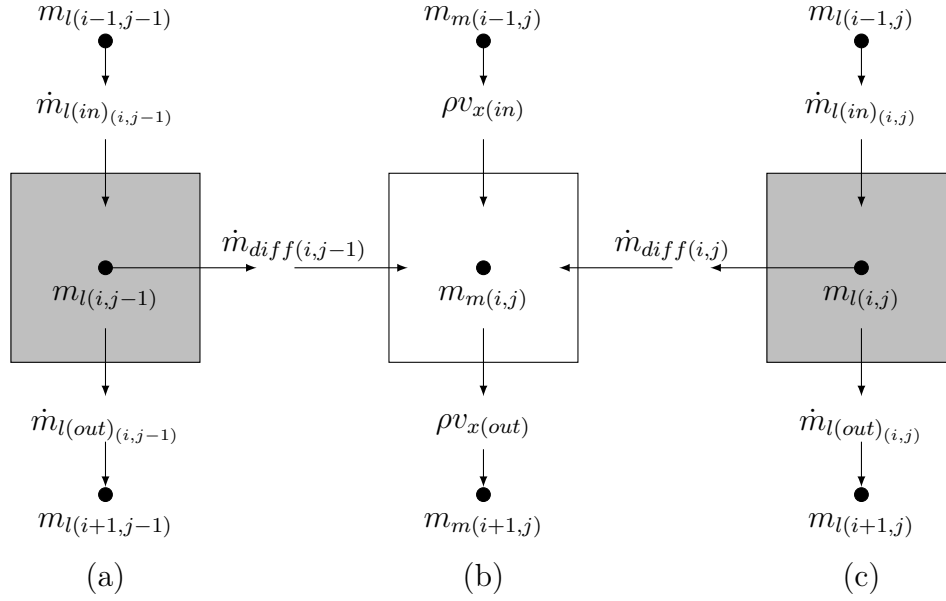 m_{l(i-1,j-1)} m_{m(i-1,j)} m_{l(i-1,j)}
ṁ_{l(in)_{(i,j-1)}} ρv_{x(in)} ṁ_{l(in)_{(i,j)}}
ṁ_{diff(i,j-1)} ṁ_{diff(i,j)}
m_{l(i,j-1)} m_{m(i,j)} m_{l(i,j)}
ṁ_{l(out)_{(i,j-1)}} ρv_{x(out)} ṁ_{l(out)_{(i,j)}}
m_{l(i+1,j-1)} m_{m(i+1,j)} m_{l(i+1,j)}
(a) (b) (c)